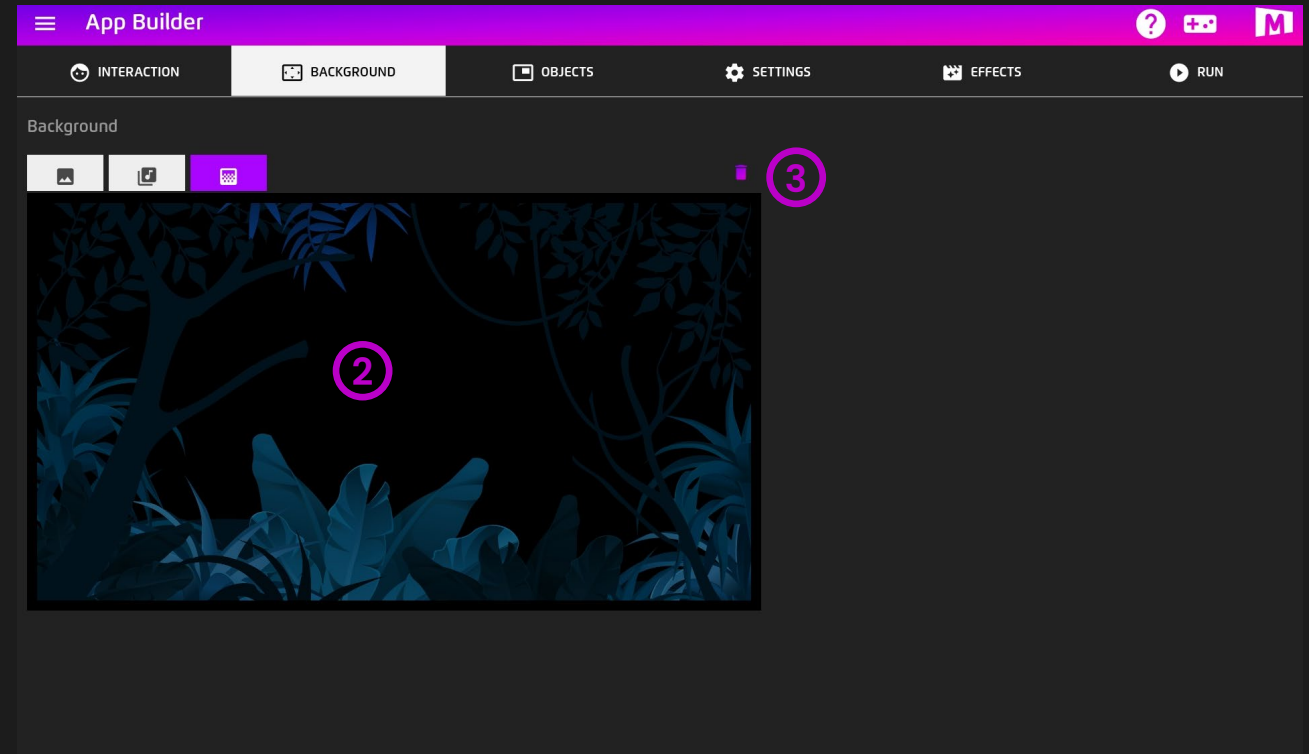 App Builder
? M
INTERACTION BACKGROUND OBJECTS SETTINGS EFFECTS RUN
Background
3
2